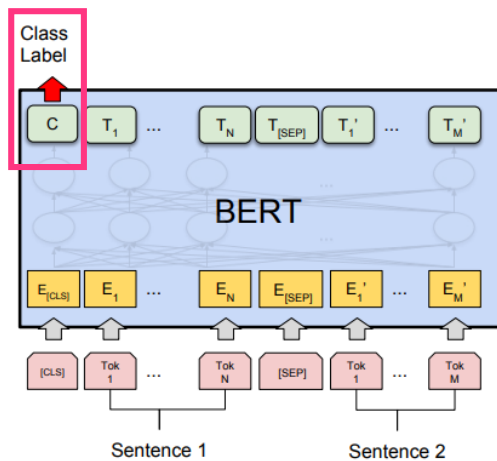 Class
Label
C T1 ... TN T[SEP] T1' ... TM'
...
BERT
...
E[CLS] E1 ... EN E[SEP] E1' ... EM'
[CLS] Tok 1 ... Tok N [SEP] Tok 1 ... Tok M
Sentence 1 Sentence 2